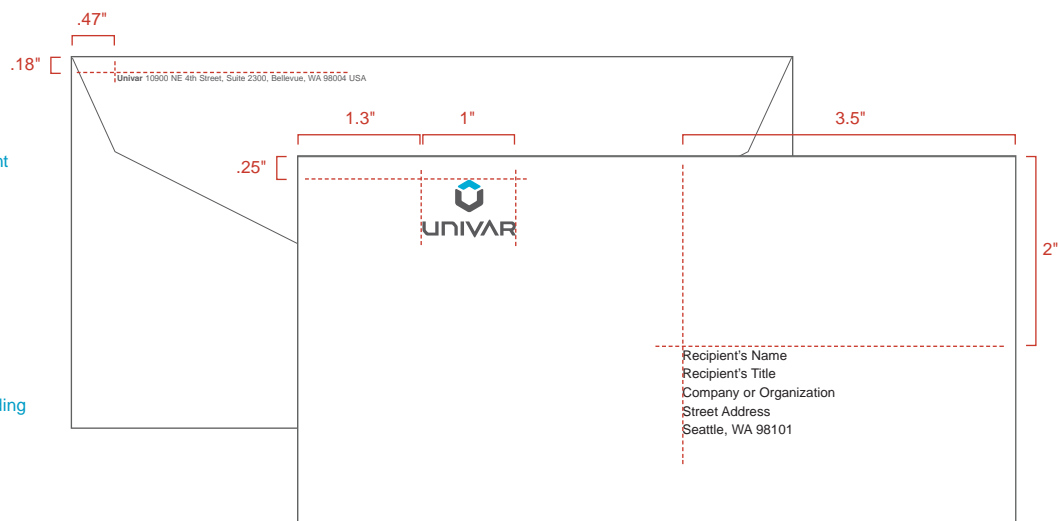 .47"
.18"
Univar 10900 NE 4th Street, Suite 2300, Bellevue, WA 98004 USA
1.3"
1"
3.5"
.25"
UNIVAR
2"
Recipient's Name
Recipient's Title
Company or Organization
Street Address
Seattle, WA 98101